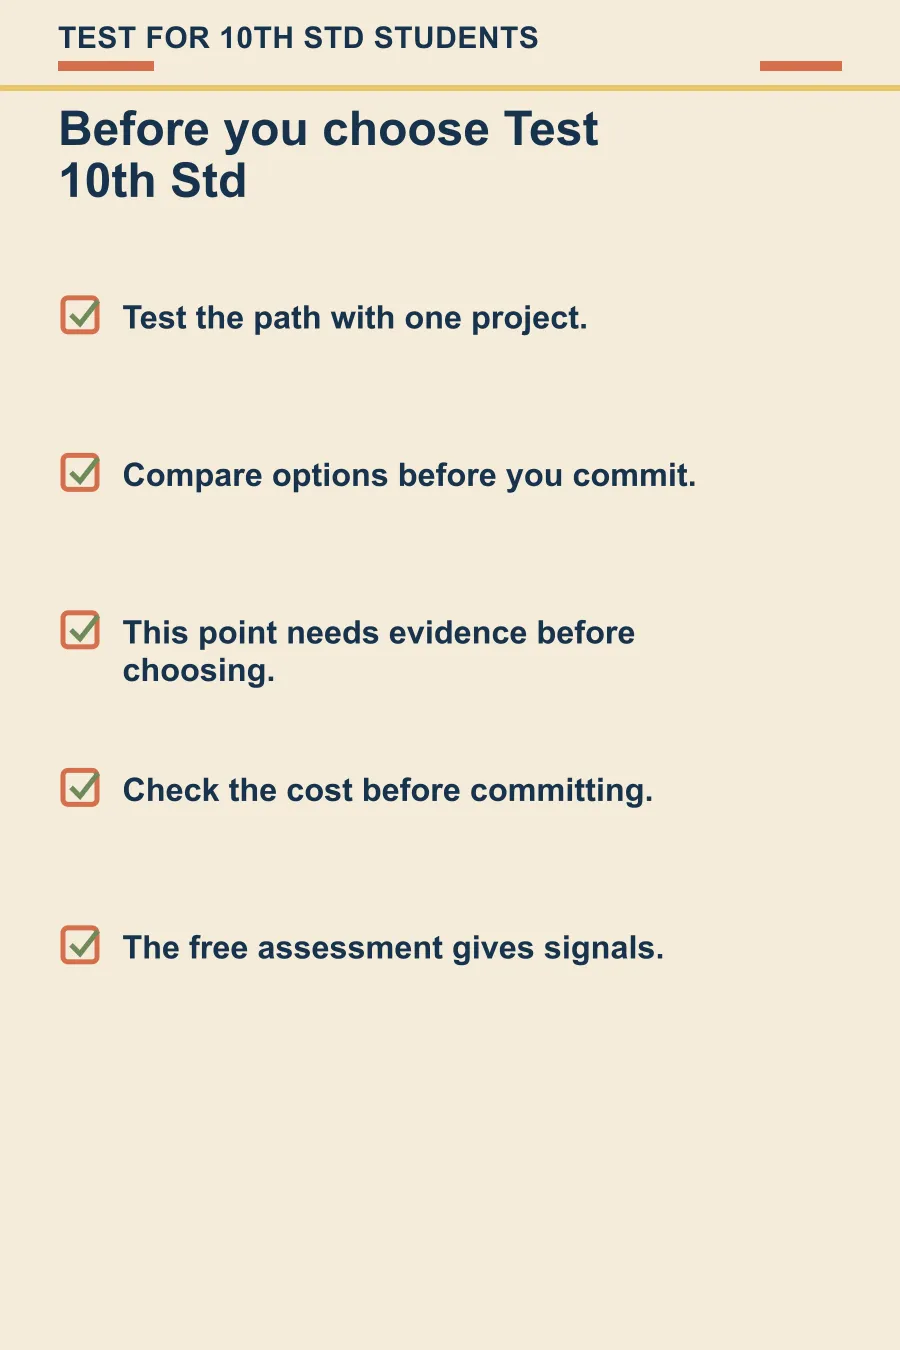 TEST FOR 10TH STD STUDENTS
Before you choose Test
10th Std
Test the path with one project.
Compare options before you commit.
This point needs evidence before
choosing.
Check the cost before committing.
The free assessment gives signals.